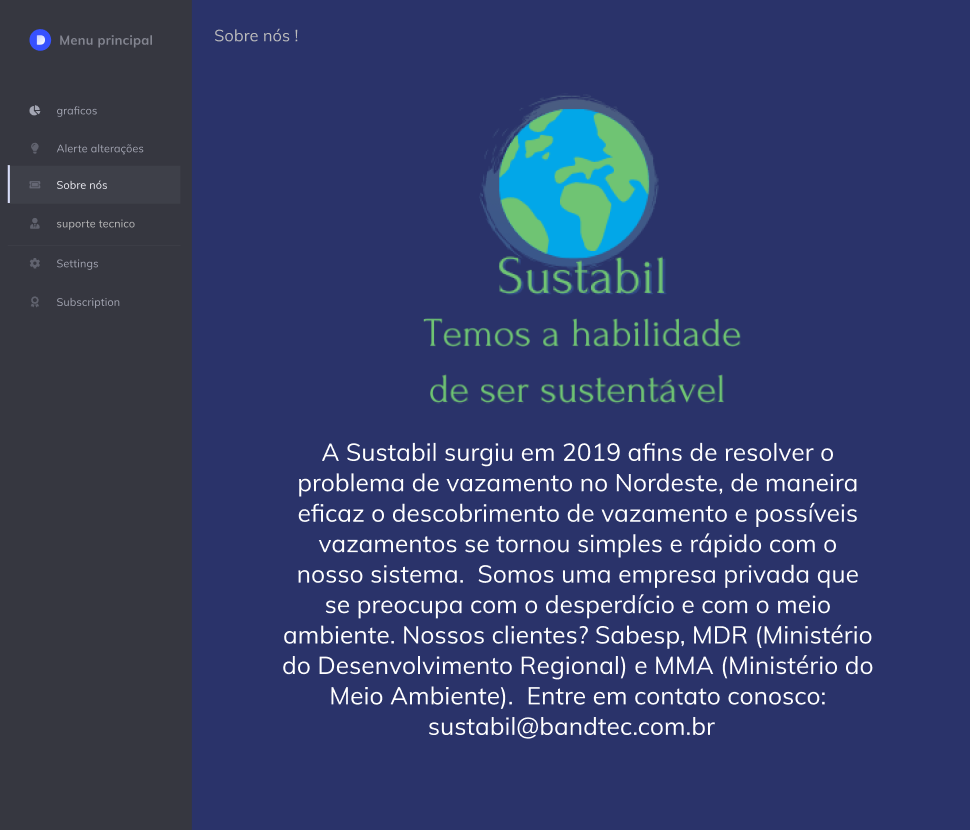 Menu principal
graficos
Alerte alterações
Sobre nós
suporte tecnico
Settings
Subscription
Sobre nós !
Sustabil
Temos a habilidade
de ser sustentável
A Sustabil surgiu em 2019 afins de resolver o
problema de vazamento no Nordeste, de maneira
eficaz o descobrimento de vazamento e possíveis
vazamentos se tornou simples e rápido com o
nosso sistema.  Somos uma empresa privada que
se preocupa com o desperdício e com o meio
ambiente. Nossos clientes? Sabesp, MDR (Ministério
do Desenvolvimento Regional) e MMA (Ministério do
Meio Ambiente).  Entre em contato conosco:
sustabil@bandtec.com.br